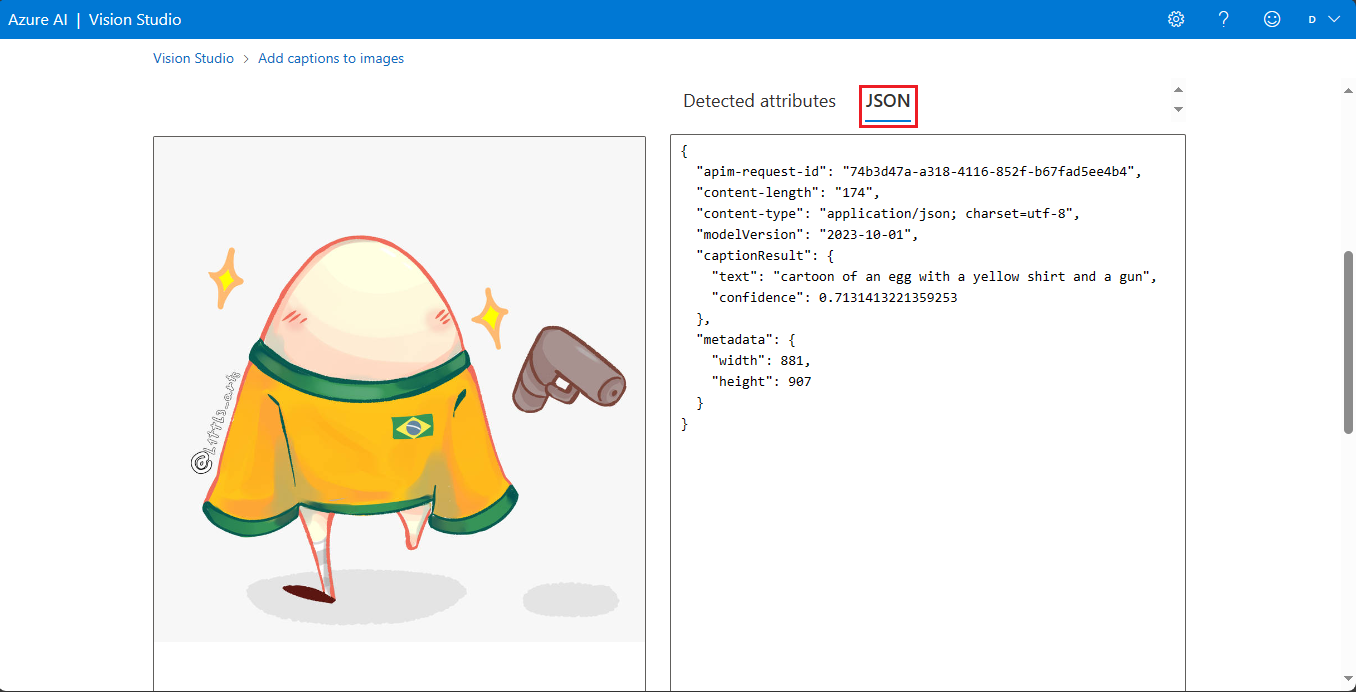 Azure AI | Vision Studio
D
Vision Studio > Add captions to images
Detected attributes
JSON
@L1ttl3_arts
{
"apim-request-id": "74b3d47a-a318-4116-852f-b67fad5ee4b4",
"content-length": "174",
"content-type": "application/json; charset=utf-8",
"modelVersion": "2023-10-01",
"captionResult": {
"text": "cartoon of an egg with a yellow shirt and a gun",
"confidence": 0.7131413221359253
},
"metadata": {
"width": 881,
"height": 907
}
}